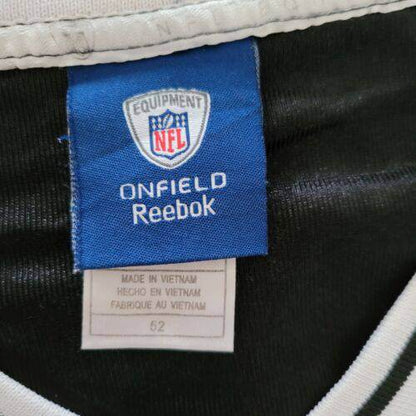 EQUIPMENT
NFL
ONFIELD
Reebok
MADE IN VIETNAM
HECHO EN VIETNAM
FABRIQUE AU VIETNAM
52